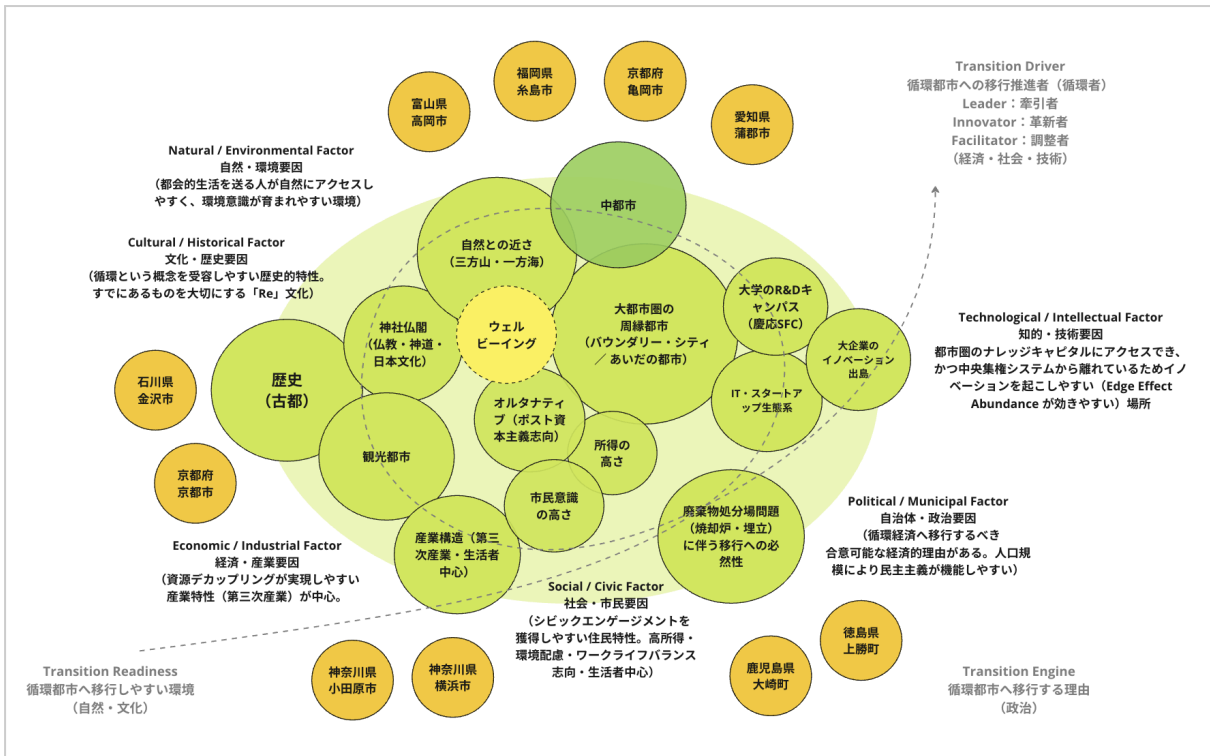 Transition Driver
循環都市への移行推進者（循環者）
Leader：牽引者
Innovator：革新者
Facilitator：調整者
（経済・社会・技術）
福岡県
糸島市
京都府
亀岡市
富山県
高岡市
愛知県
蒲郡市
Natural / Environmental Factor
自然・環境要因
（都会的生活を送る人が自然にアクセスし
やすく、環境意識が育まれやすい環境）
中都市
Cultural / Historical Factor
文化・歴史要因
（循環という概念を受容しやすい歴史的特性。
すでにあるものを大切にする「Re」文化）
自然との近さ
（三方山・一方海）
大都市圏の
周縁都市
（バウンダリー・シティ
／あいだの都市）
大学のR&Dキ
ャンパス
（慶応SFC）
神社仏閣
（仏教・神道・
日本文化）
ウェル
ビーイング
大企業の
イノベーション
出島
Technological / Intellectual Factor
知的・技術要因
都市圏のナレッジキャピタルにアクセスでき、
かつ中央集権システムから離れているためイノ
ベーションを起こしやすい（Edge Effect
Abundance が効きやすい）場所
石川県
金沢市
歴史
（古都）
オルタナティ
ブ（ポスト資
本主義志向）
IT・スタートア
ップ生態系
観光都市
所得の
高さ
京都府
京都市
市民意識
の高さ
廃棄物処分場問題
（焼却炉・埋立）
に伴う移行への必
然性
Political / Municipal Factor
自治体・政治要因
（循環経済へ移行するべき
合意可能な経済的理由がある。人口規
模により民主主義が機能しやすい）
産業構造（第三
次産業・生活者
中心）
Economic / Industrial Factor
経済・産業要因
（資源デカップリングが実現しやすい
産業特性（第三次産業）が中心。
Social / Civic Factor
社会・市民要因
（シビックエンゲージメントを
獲得しやすい住民特性。高所得・
環境配慮・ワークライフバランス
志向・生活者中心）
Transition Readiness
循環都市へ移行しやすい環境
（自然・文化）
神奈川県
小田原市
神奈川県
横浜市
鹿児島県
大崎町
徳島県
上勝町
Transition Engine
循環都市へ移行する理由
（政治）